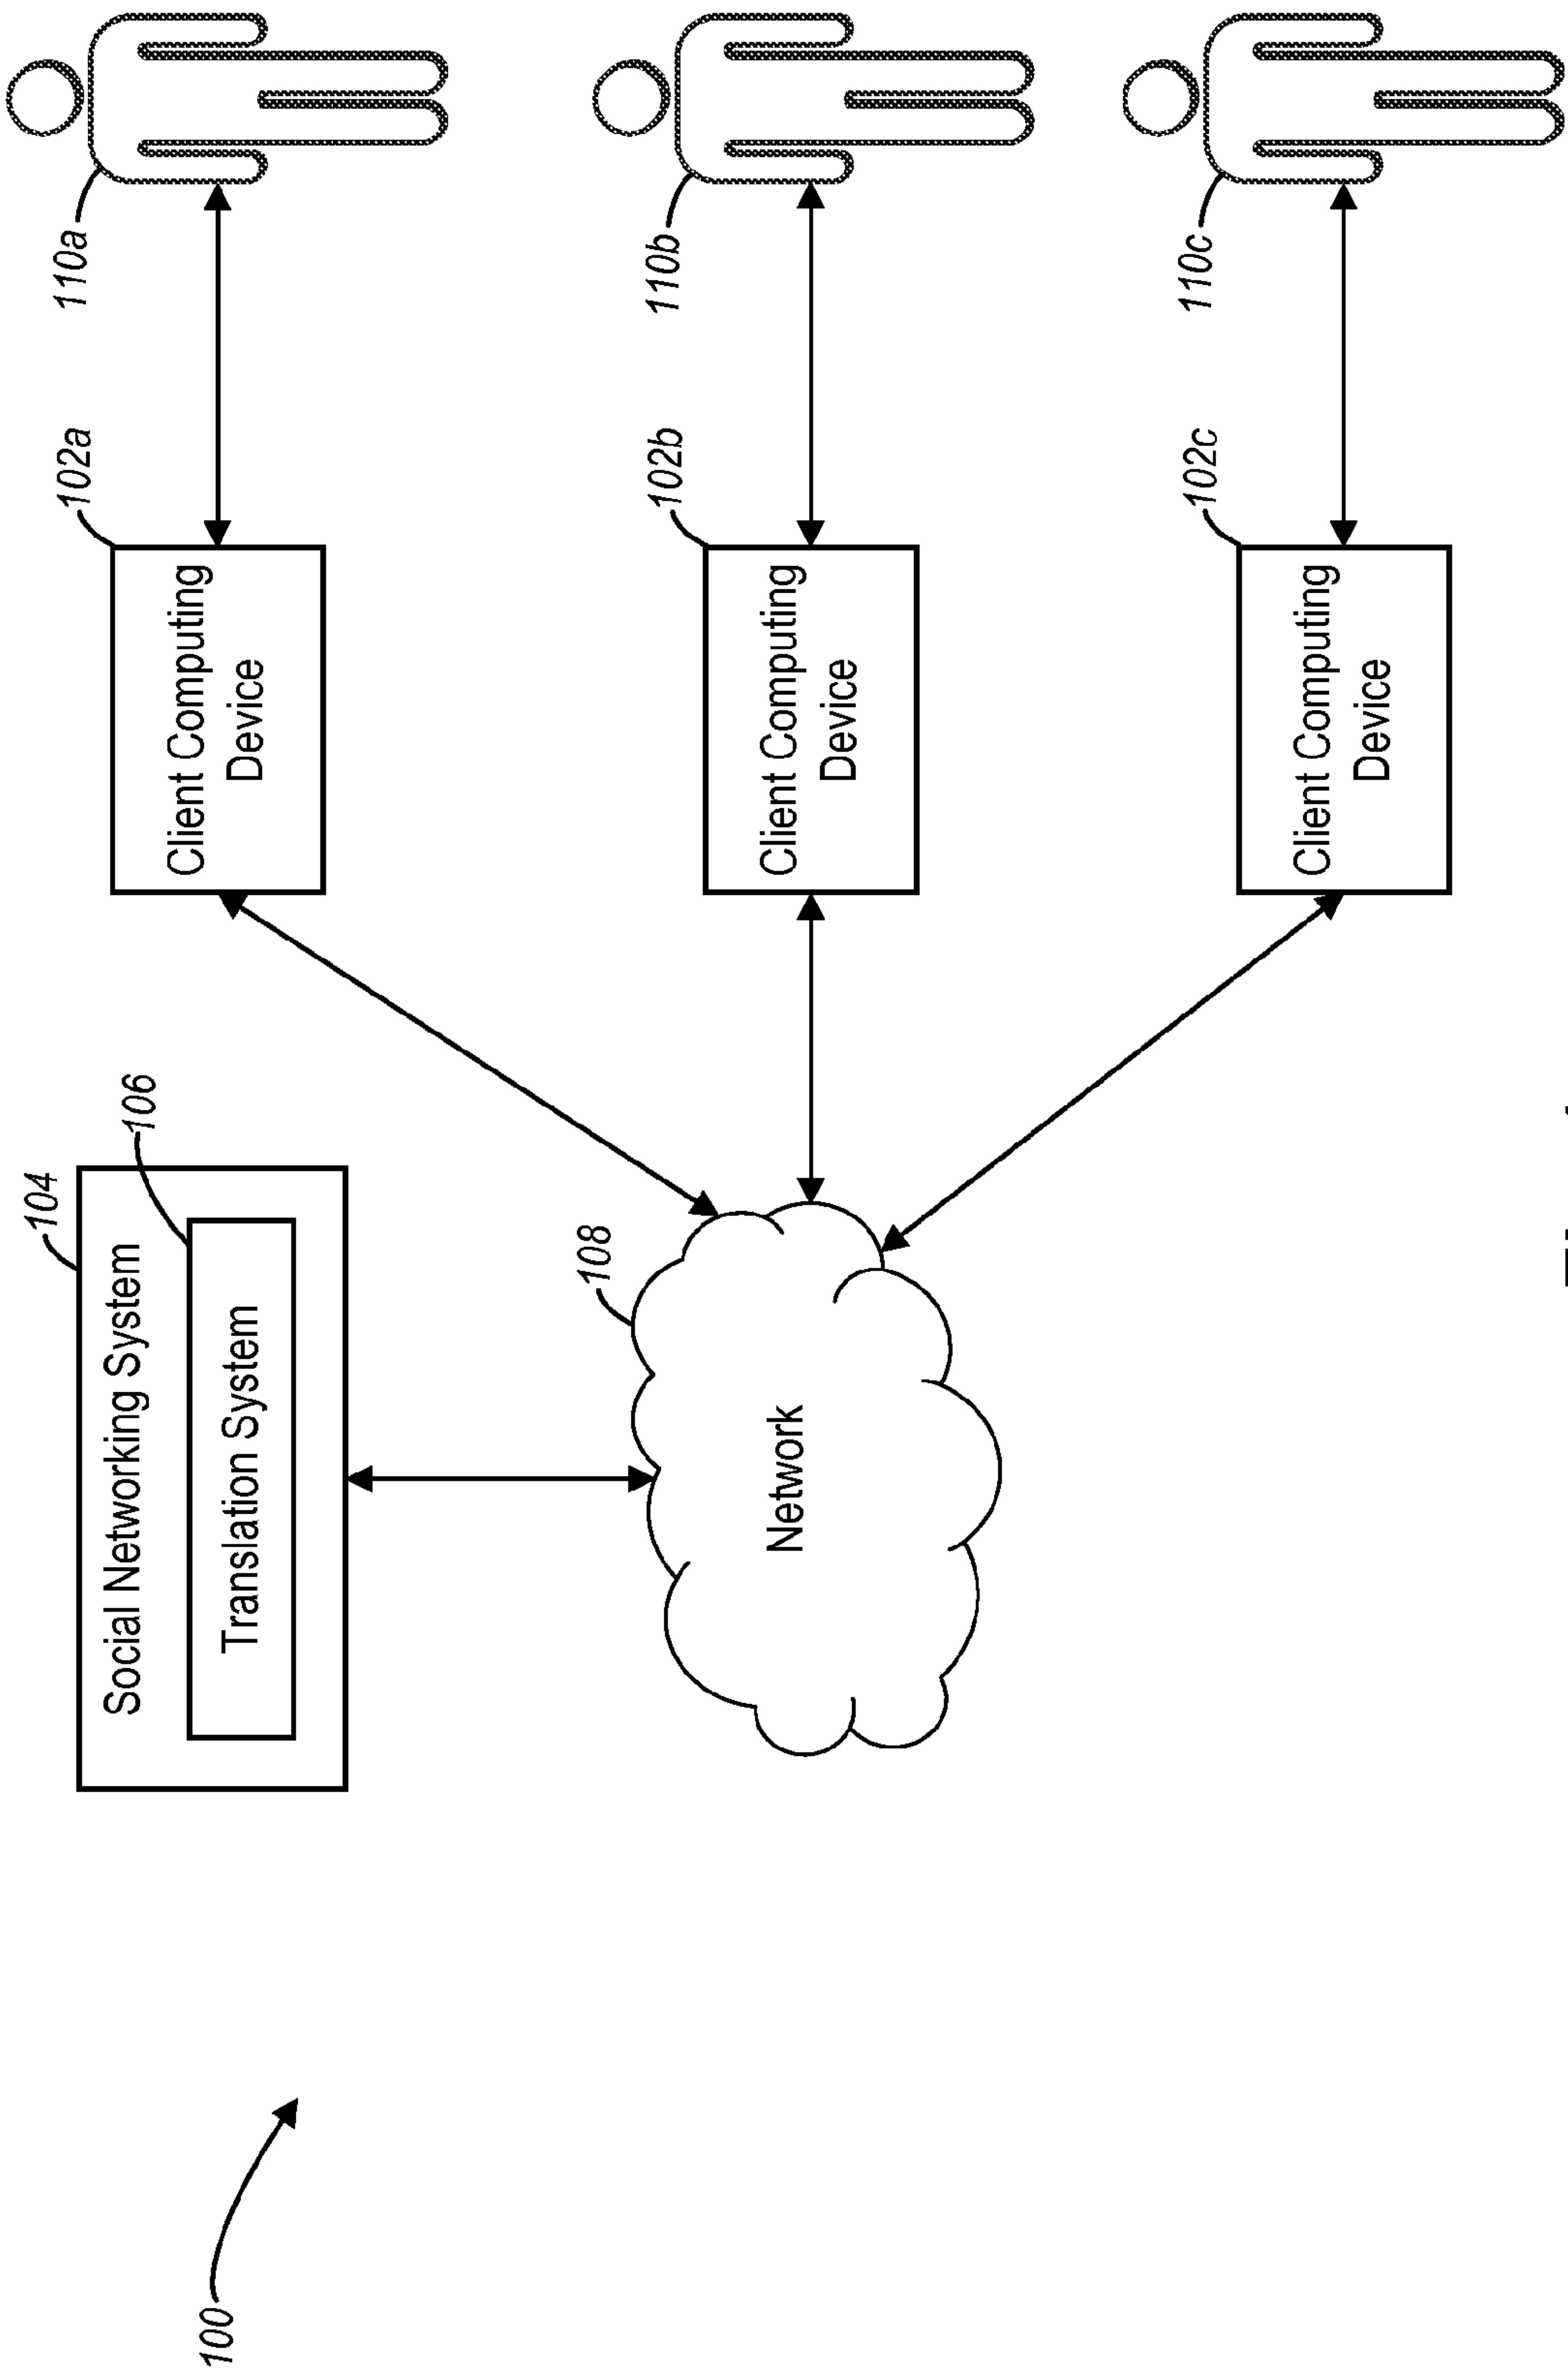 100
104
Social Networking System
106
Translation System
108
Network
102a
Client Computing
Device
110a
102b
Client Computing
Device
110b
102c
Client Computing
Device
110c